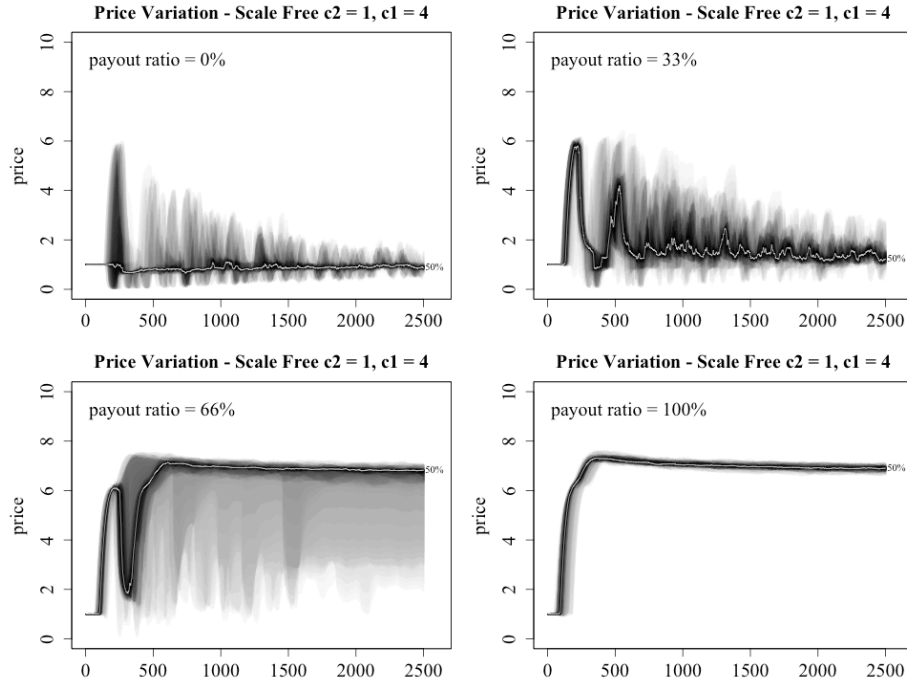 Price Variation - Scale Free c2 = 1, c1 = 4
payout ratio = 0%
price
0
2
4
6
8
10
50%
0 500 1000 1500 2000 2500
Price Variation - Scale Free c2 = 1, c1 = 4
payout ratio = 33%
price
0
2
4
6
8
10
50%
0 500 1000 1500 2000 2500
Price Variation - Scale Free c2 = 1, c1 = 4
payout ratio = 66%
price
0
2
4
6
8
10
50%
0 500 1000 1500 2000 2500
Price Variation - Scale Free c2 = 1, c1 = 4
payout ratio = 100%
price
0
2
4
6
8
10
50%
0 500 1000 1500 2000 2500